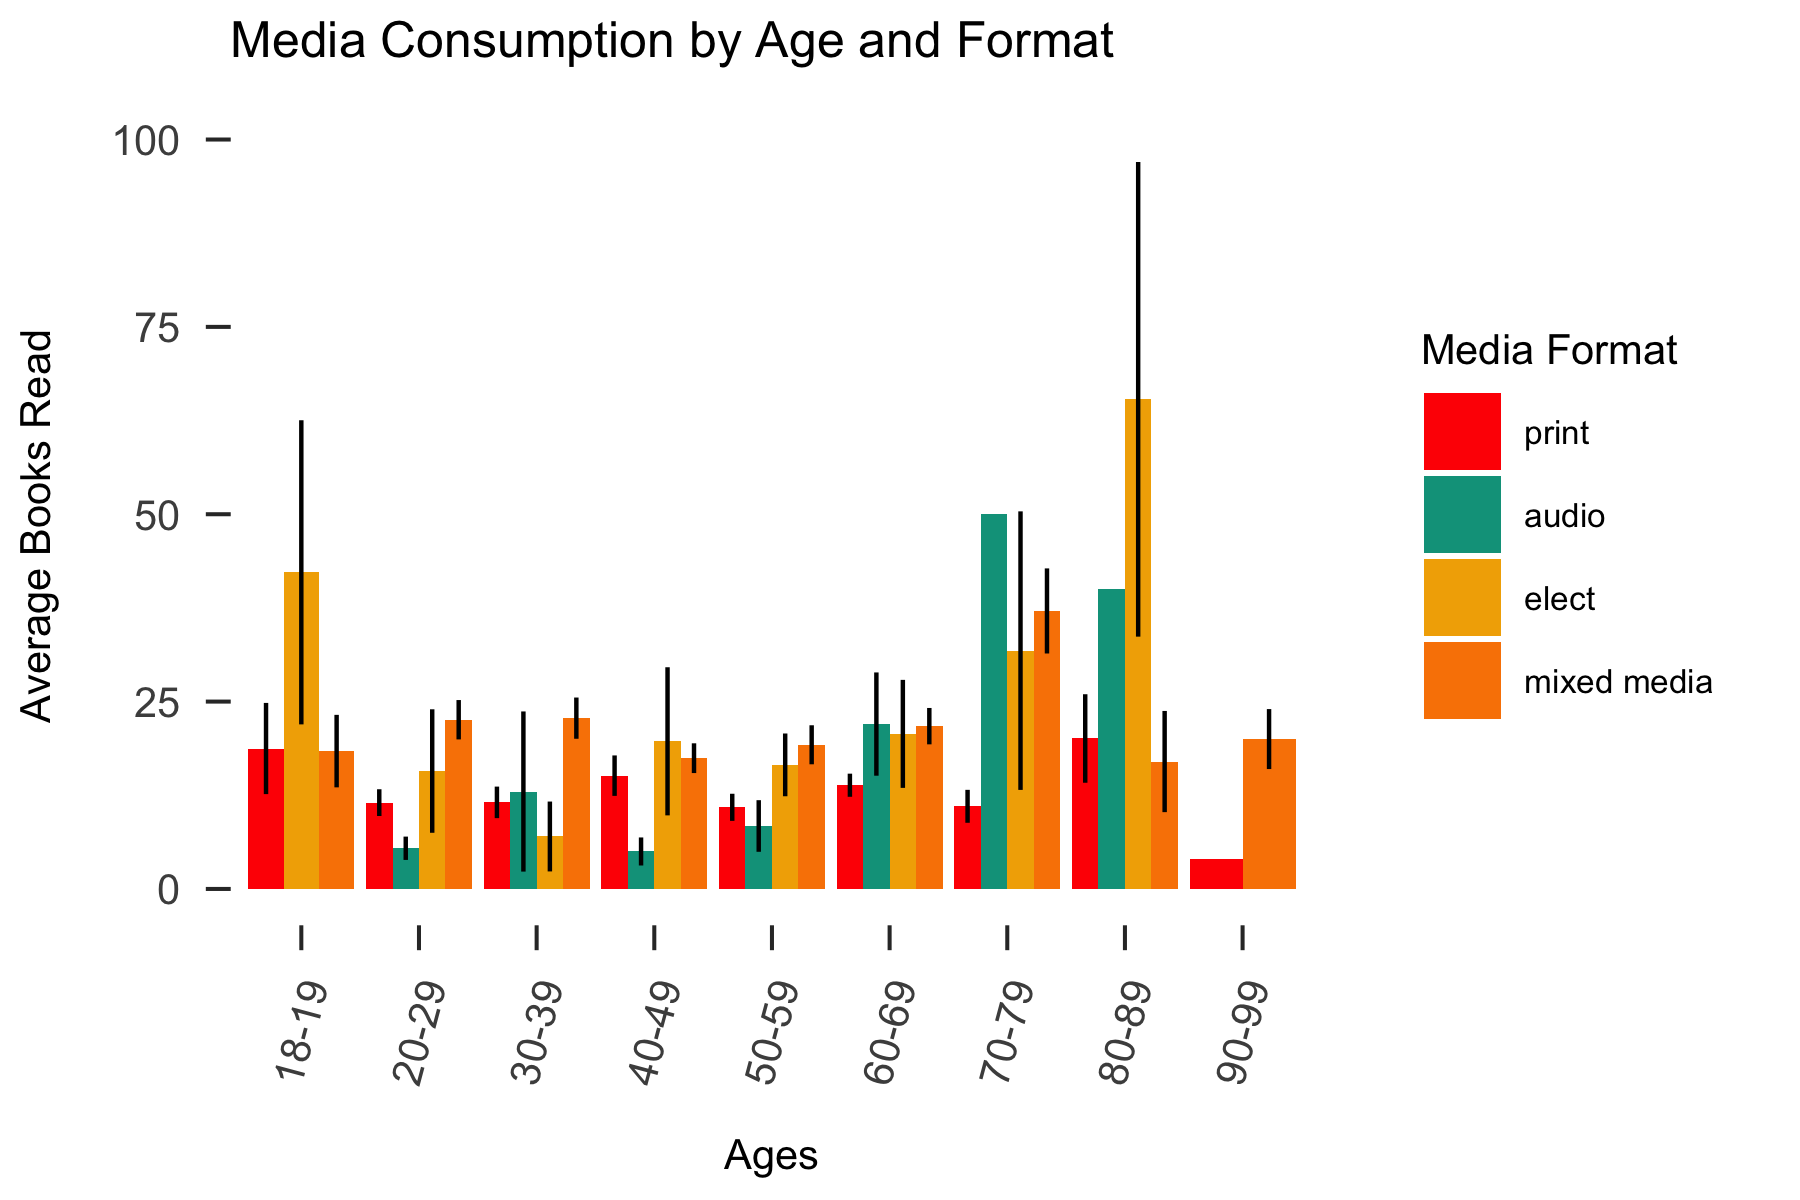 Media Consumption by Age and Format
100
75
50
25
0
Average Books Read
18-19
20-29
30-39
40-49
50-59
60-69
70-79
80-89
90-99
Ages
Media Format
print
audio
elect
mixed media